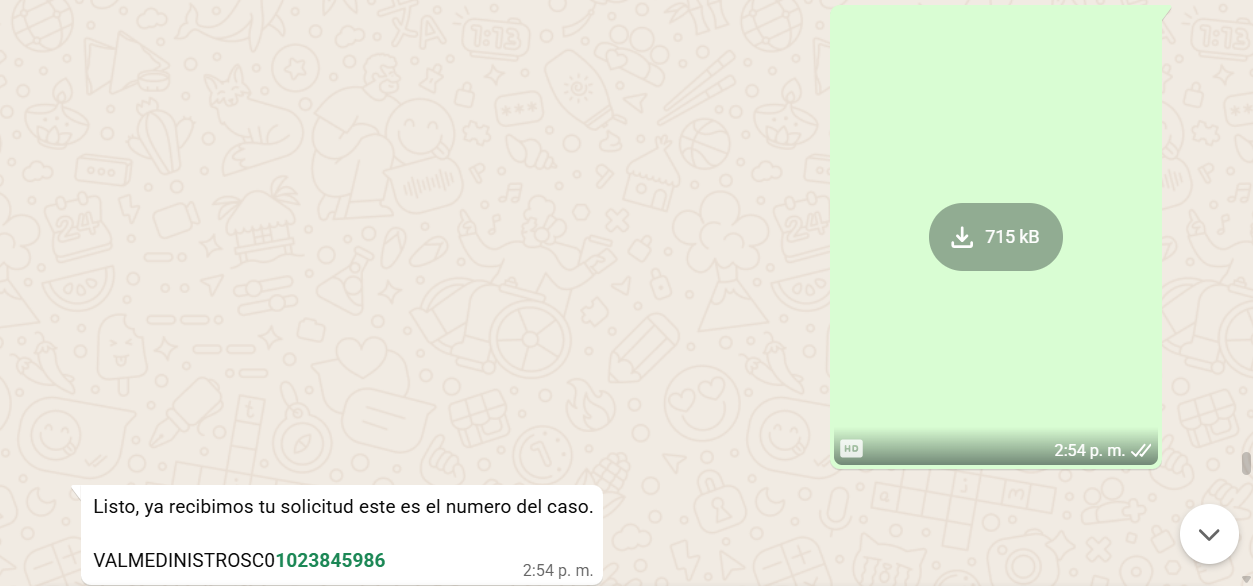 715 kB
HD
2:54 p. m.
Listo, ya recibimos tu solicitud este es el numero del caso.
VALMEDINISTROSC01023845986
2:54 p. m.